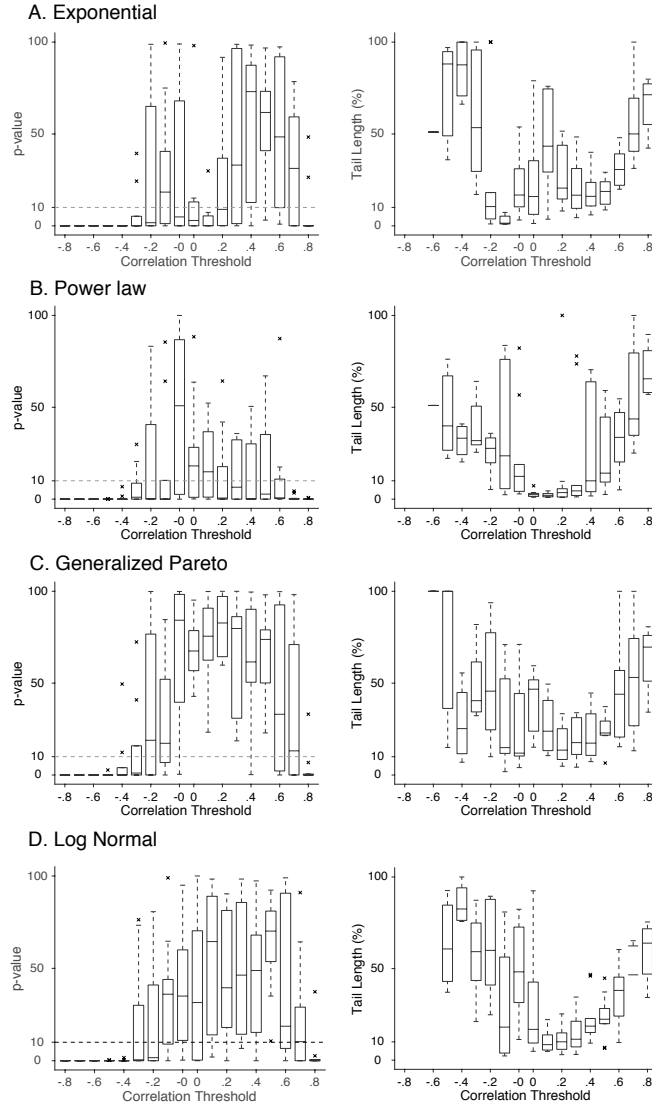 A. Exponential
100
50
10
0
p-value
-.8 -.6 -.4 -.2 -0 0 .2 .4 .6 .8
Correlation Threshold
100
50
10
0
Tail Length (%)
-.8 -.6 -.4 -.2 -0 0 .2 .4 .6 .8
Correlation Threshold
B. Power law
100
50
10
0
p-value
-.8 -.6 -.4 -.2 -0 0 .2 .4 .6 .8
Correlation Threshold
100
50
10
0
Tail Length (%)
-.8 -.6 -.4 -.2 -0 0 .2 .4 .6 .8
Correlation Threshold
C. Generalized Pareto
100
50
10
0
p-value
-.8 -.6 -.4 -.2 -0 0 .2 .4 .6 .8
Correlation Threshold
100
50
10
0
Tail Length (%)
-.8 -.6 -.4 -.2 -0 0 .2 .4 .6 .8
Correlation Threshold
D. Log Normal
100
50
10
0
p-value
-.8 -.6 -.4 -.2 -0 0 .2 .4 .6 .8
Correlation Threshold
100
50
10
0
Tail Length (%)
-.8 -.6 -.4 -.2 -0 0 .2 .4 .6 .8
Correlation Threshold